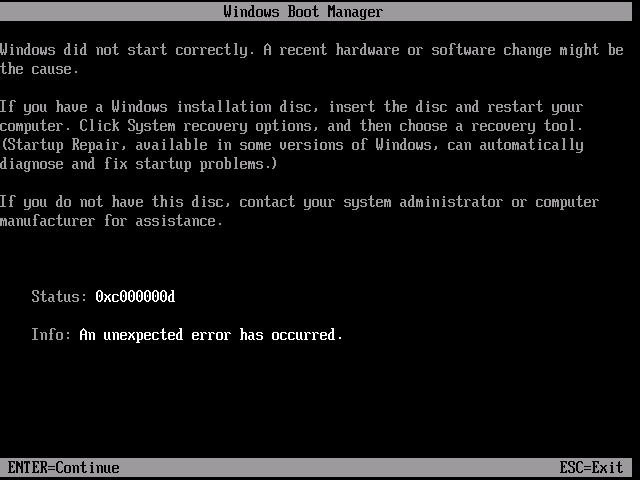 Windows Boot Manager
Windows did not start correctly. A recent hardware or software change might be
the cause.
If you have a Windows installation disc, insert the disc and restart your
computer. Click System recovery options, and then choose a recovery tool.
(Startup Repair, available in some versions of Windows, can automatically
diagnose and fix startup problems.)
If you do not have this disc, contact your system administrator or computer
manufacturer for assistance.
Status: 0xc000000d
Info: An unexpected error has occurred.
ENTER=Continue ESC=Exit